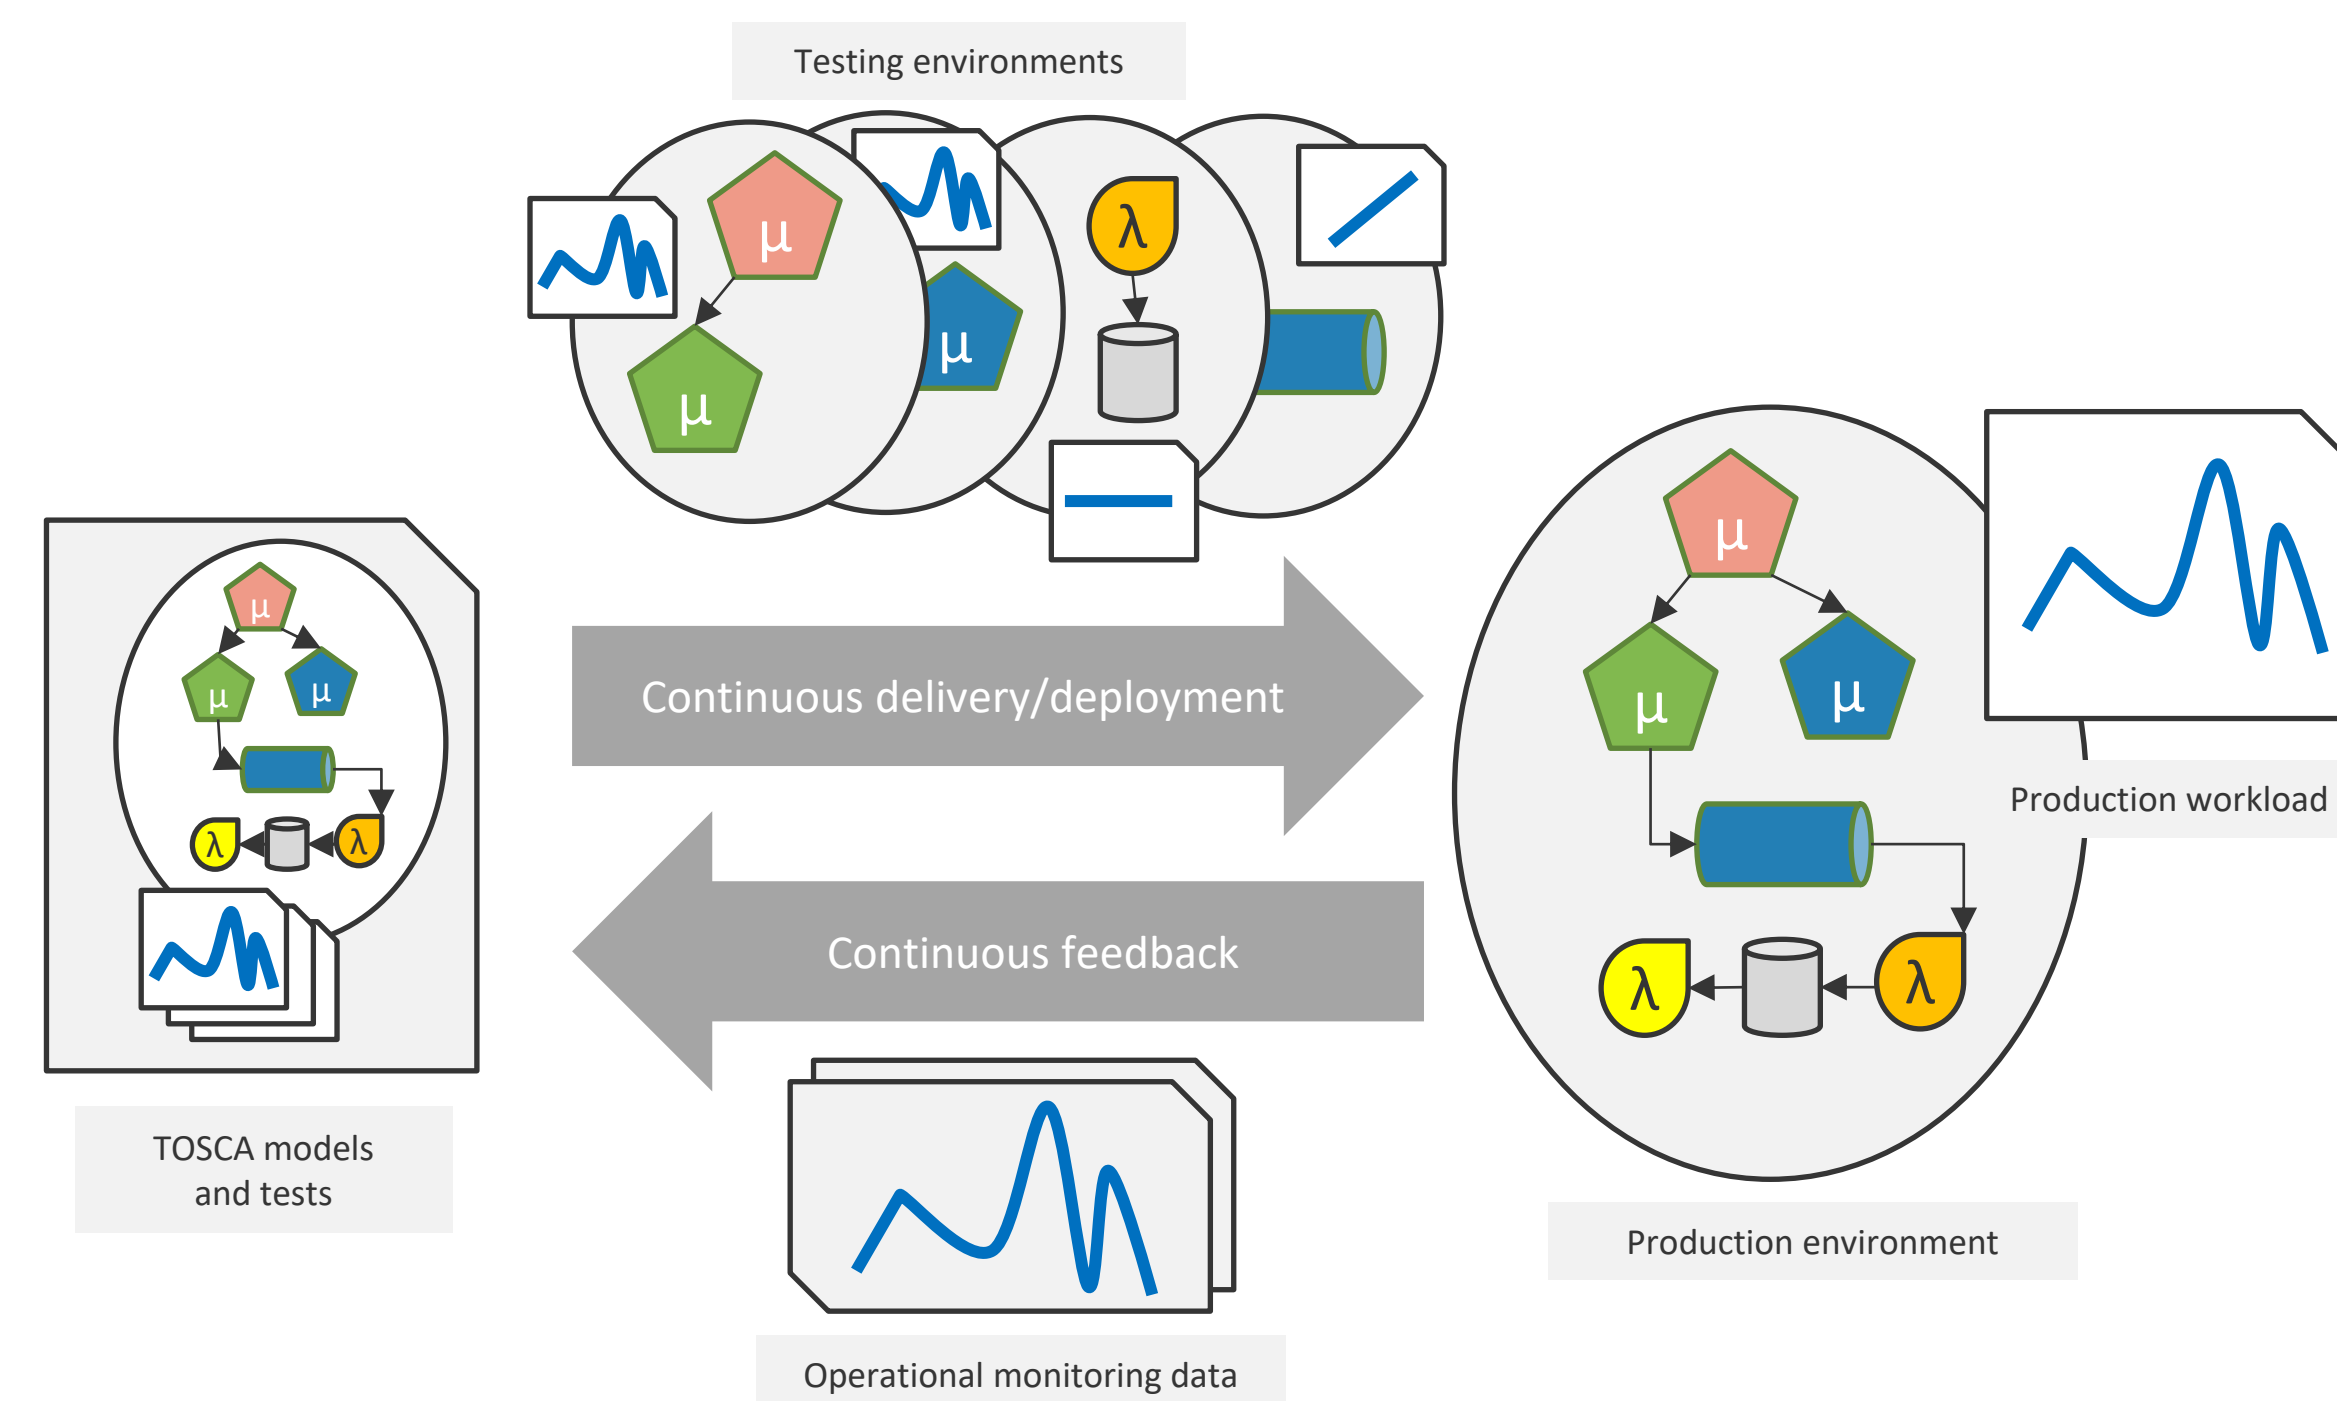 Testing environments
μ
μ
μ
λ
μ
μ
μ
λ
λ
TOSCA models
and tests
Continuous delivery/deployment
Continuous feedback
Operational monitoring data
μ
μ
μ
λ
λ
Production workload
Production environment